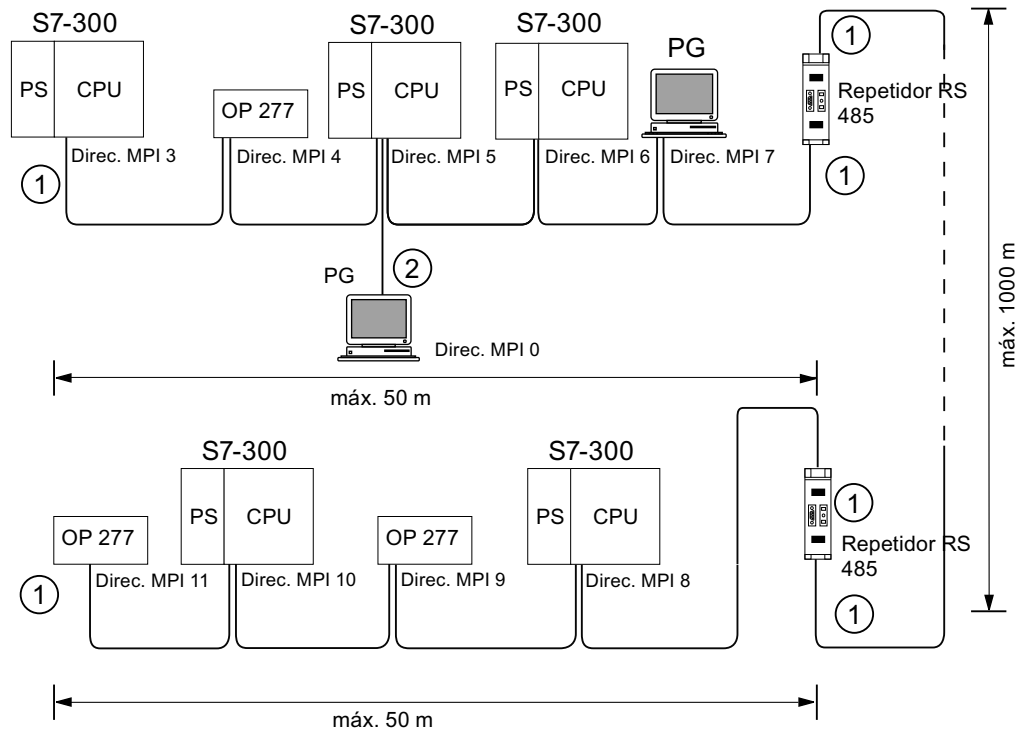 S7-300
S7-300
S7-300
PG
1
PS
CPU
OP 277
PS
CPU
PS
CPU
Repetidor RS
485
Direc. MPI 3
Direc. MPI 4
Direc. MPI 5
Direc. MPI 6
Direc. MPI 7
1
1
PG
2
Direc. MPI 0
máx. 1000 m
máx. 50 m
S7-300
S7-300
OP 277
PS
CPU
OP 277
PS
CPU
1
Repetidor RS
485
Direc. MPI 11
Direc. MPI 10
Direc. MPI 9
Direc. MPI 8
1
1
máx. 50 m